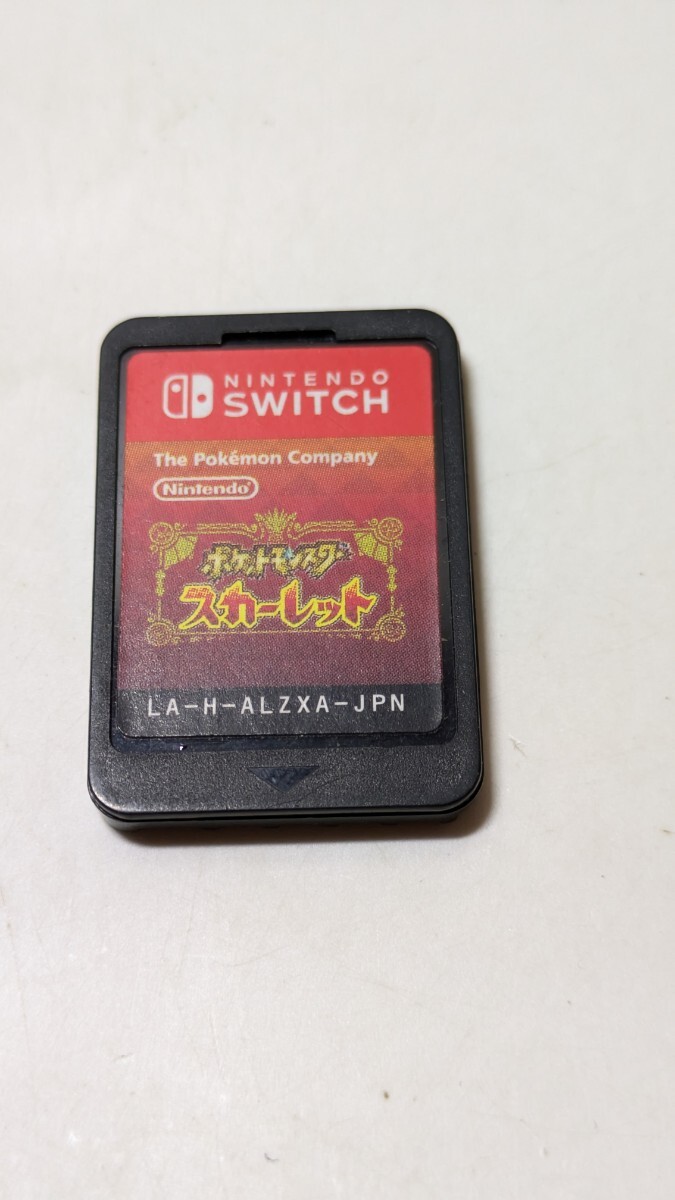 NINTENDO
SWITCH
The Pokémon Company
Nintendo
ポケットモンスター
スカーレット
LA-H-ALZXA-JPN